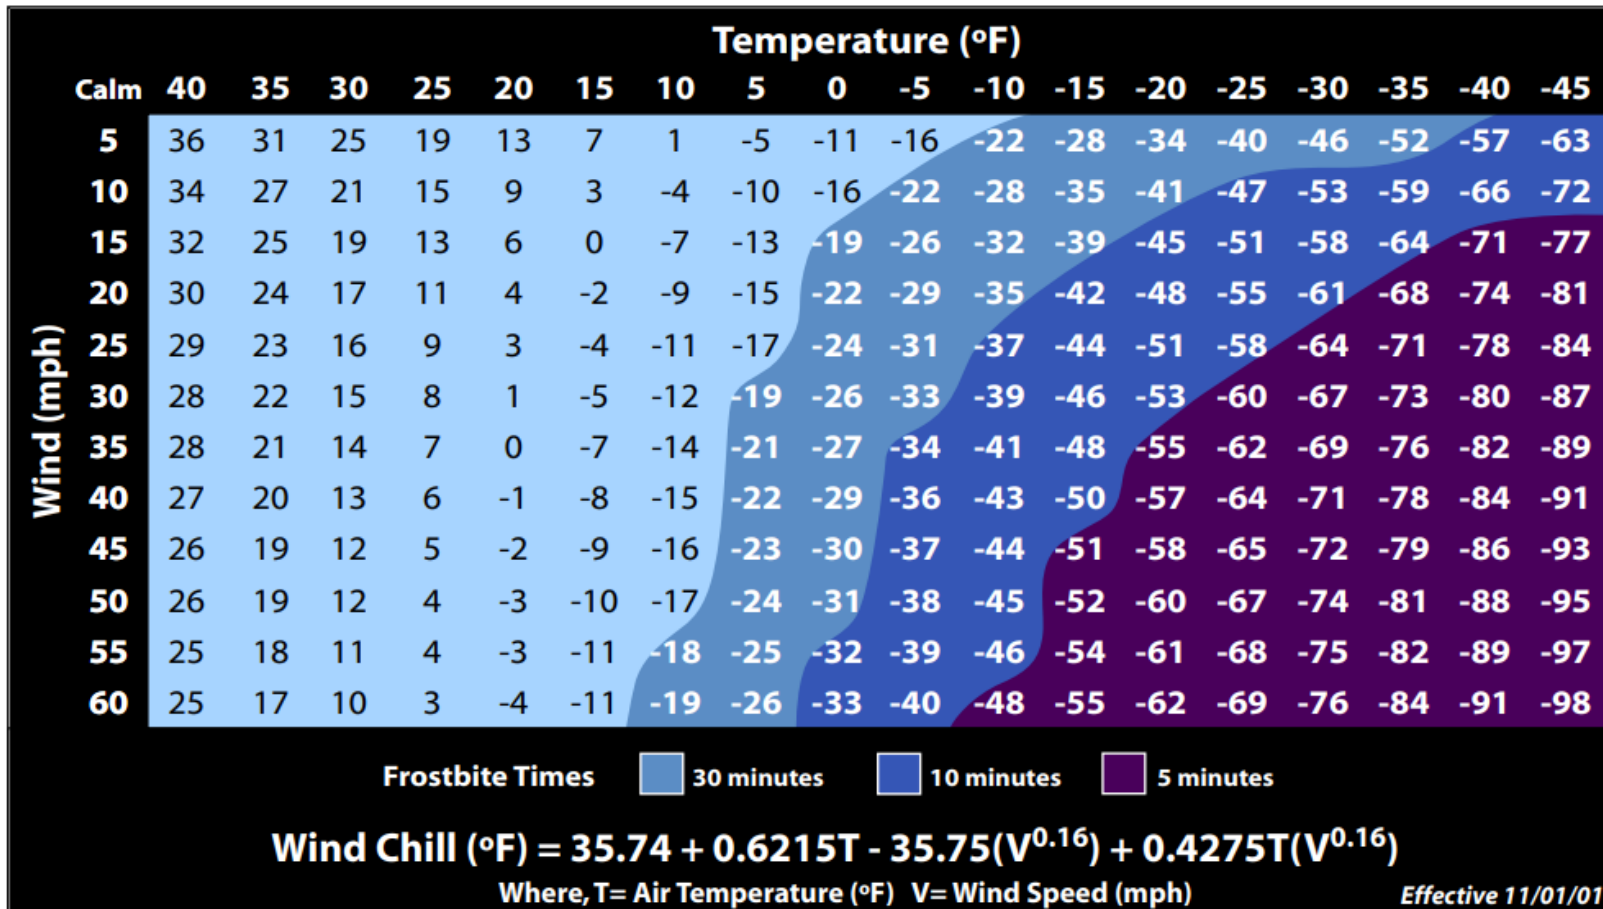 Temperature (ºF)
Calm 40 35 30 25 20 15 10 5 0 -5 -10 -15 -20 -25 -30 -35 -40 -45
5 36 31 25 19 13 7 1 -5 -11 -16 -22 -28 -34 -40 -46 -52 -57 -63
10 34 27 21 15 9 3 -4 -10 -16 -22 -28 -35 -41 -47 -53 -59 -66 -72
15 32 25 19 13 6 0 -7 -13 -19 -26 -32 -39 -45 -51 -58 -64 -71 -77
20 30 24 17 11 4 -2 -9 -15 -22 -29 -35 -42 -48 -55 -61 -68 -74 -81
25 29 23 16 9 3 -4 -11 -17 -24 -31 -37 -44 -51 -58 -64 -71 -78 -84
30 28 22 15 8 1 -5 -12 -19 -26 -33 -39 -46 -53 -60 -67 -73 -80 -87
35 28 21 14 7 0 -7 -14 -21 -27 -34 -41 -48 -55 -62 -69 -76 -82 -89
40 27 20 13 6 -1 -8 -15 -22 -29 -36 -43 -50 -57 -64 -71 -78 -84 -91
45 26 19 12 5 -2 -9 -16 -23 -30 -37 -44 -51 -58 -65 -72 -79 -86 -93
50 26 19 12 4 -3 -10 -17 -24 -31 -38 -45 -52 -60 -67 -74 -81 -88 -95
55 25 18 11 4 -3 -11 -18 -25 -32 -39 -46 -54 -61 -68 -75 -82 -89 -97
60 25 17 10 3 -4 -11 -19 -26 -33 -40 -48 -55 -62 -69 -76 -84 -91 -98
Wind (mph)
Frostbite Times 30 minutes 10 minutes 5 minutes
Wind Chill (ºF) = 35.74 + 0.6215T - 35.75(V^0.16) + 0.4275T(V^0.16)
Where, T= Air Temperature (ºF) V= Wind Speed (mph) Effective 11/01/01